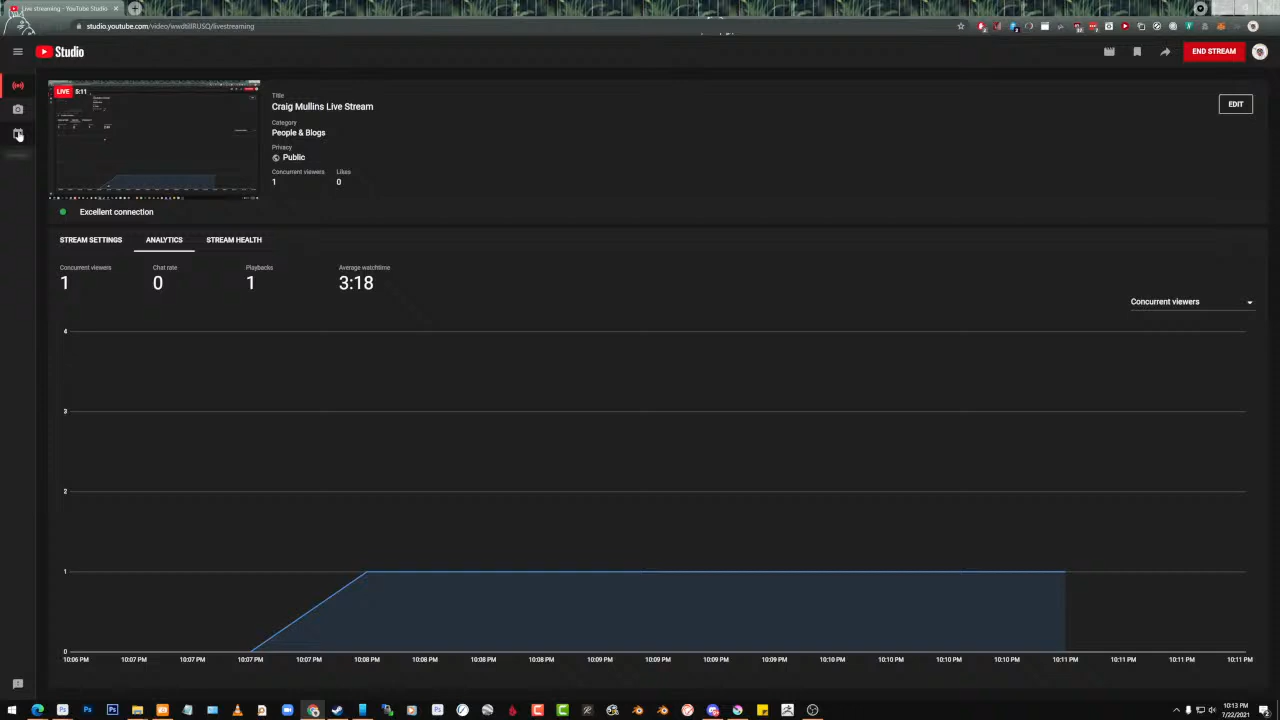 Live streaming - YouTube Studio
studio.youtube.com/video/wwdt8lRUSQ/livestreaming
Studio
END STREAM
LIVE 5:11
Title
Craig Mullins Live Stream
EDIT
Category
People & Blogs
Privacy
Public
Concurrent viewers Likes
1 0
Excellent connection
STREAM SETTINGS ANALYTICS STREAM HEALTH
Concurrent viewers Chat rate Playbacks Average watchtime
1 0 1 3:18
Concurrent viewers
4
3
2
1
0
10:06 PM 10:07 PM 10:07 PM 10:07 PM 10:07 PM 10:08 PM 10:08 PM 10:08 PM 10:08 PM 10:09 PM 10:09 PM 10:09 PM 10:09 PM 10:10 PM 10:10 PM 10:10 PM 10:10 PM 10:11 PM 10:11 PM 10:11 PM 10:11 PM
10:13 PM
7/22/2021